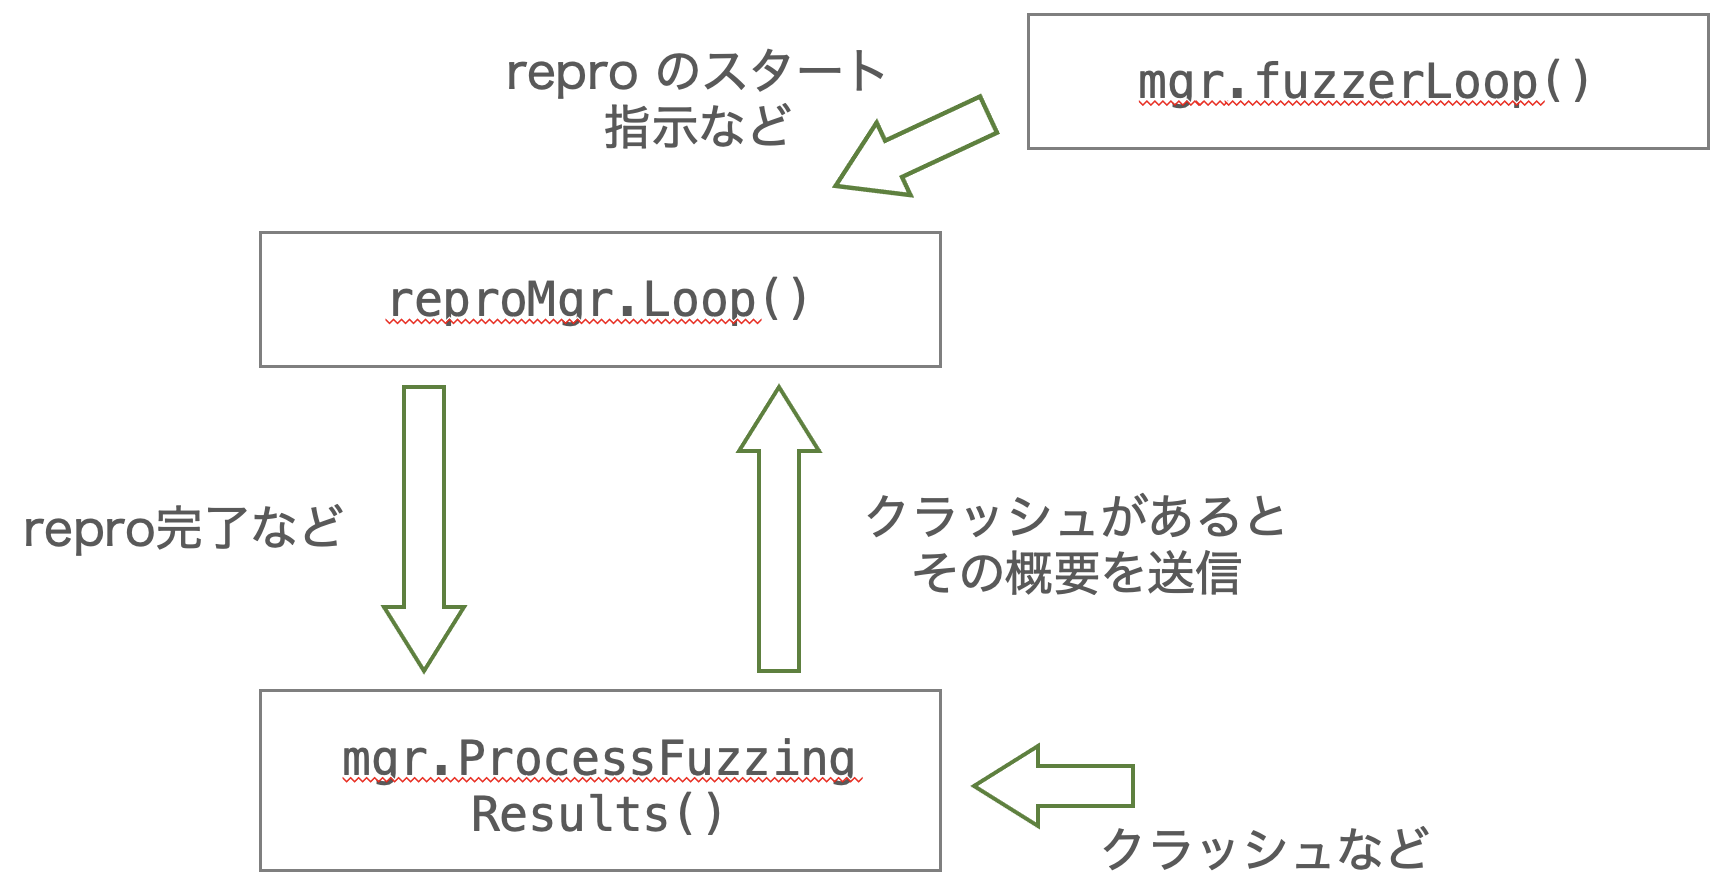 repro のスタート
指示など
mgr.fuzzerLoop()
reproMgr.Loop()
repro完了など
クラッシュがあると
その概要を送信
mgr.ProcessFuzzing
Results()
クラッシュなど